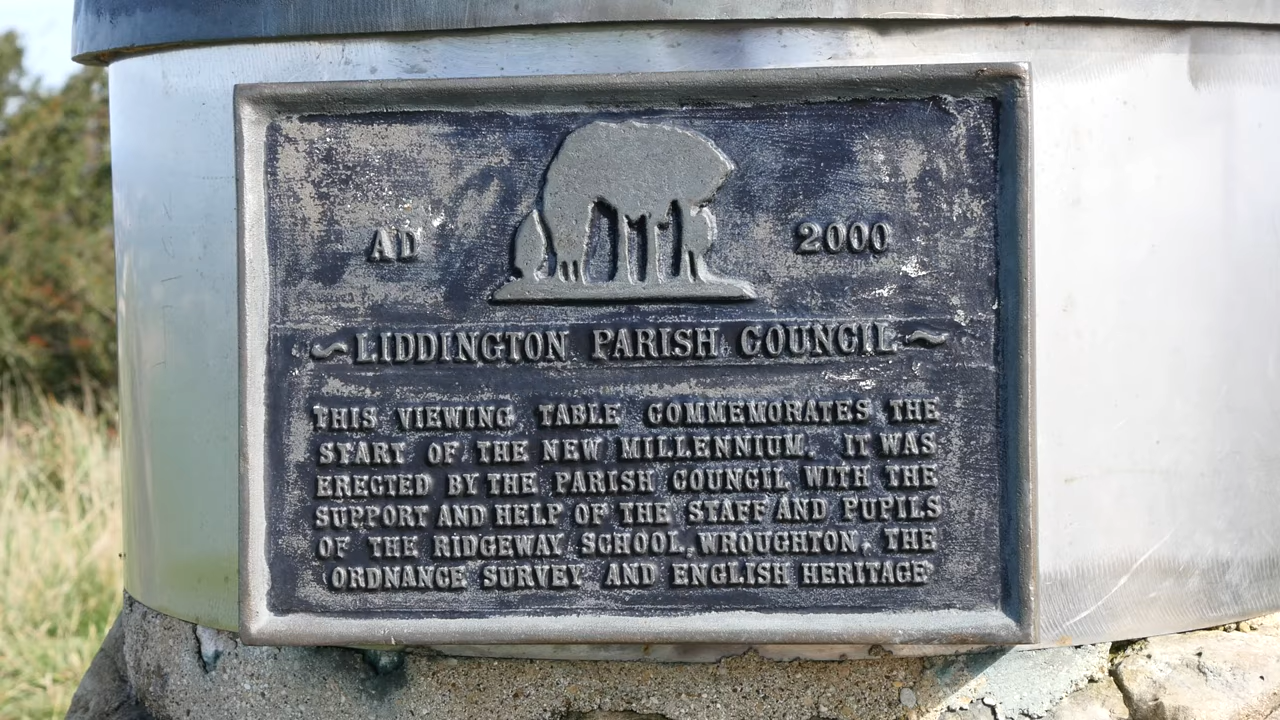 AD 2000
~LIDDINGTON PARISH COUNCIL~
THIS VIEWING TABLE COMMEMORATES THE
START OF THE NEW MILLENNIUM. IT WAS
ERECTED BY THE PARISH COUNCIL WITH THE
SUPPORT AND HELP OF THE STAFF AND PUPILS
OF THE RIDGEWAY SCHOOL, WROUGHTON, THE
ORDNANCE SURVEY AND ENGLISH HERITAGE